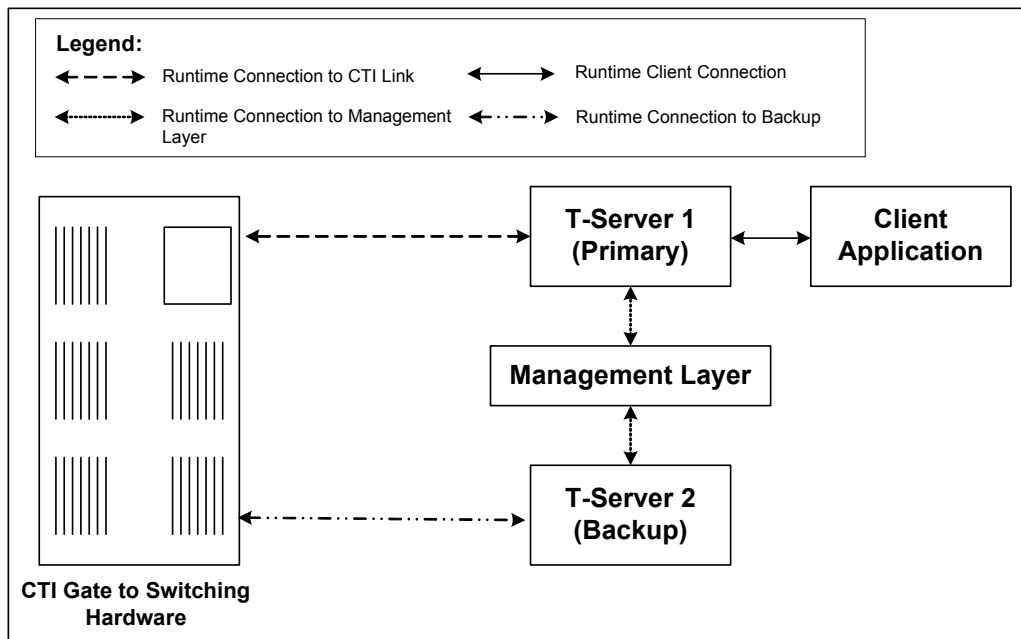 Legend:
Runtime Connection to CTI Link
Runtime Client Connection
Runtime Connection to Management
Layer
Runtime Connection to Backup
T-Server 1
(Primary)
Client
Application
Management Layer
T-Server 2
(Backup)
CTI Gate to Switching
Hardware